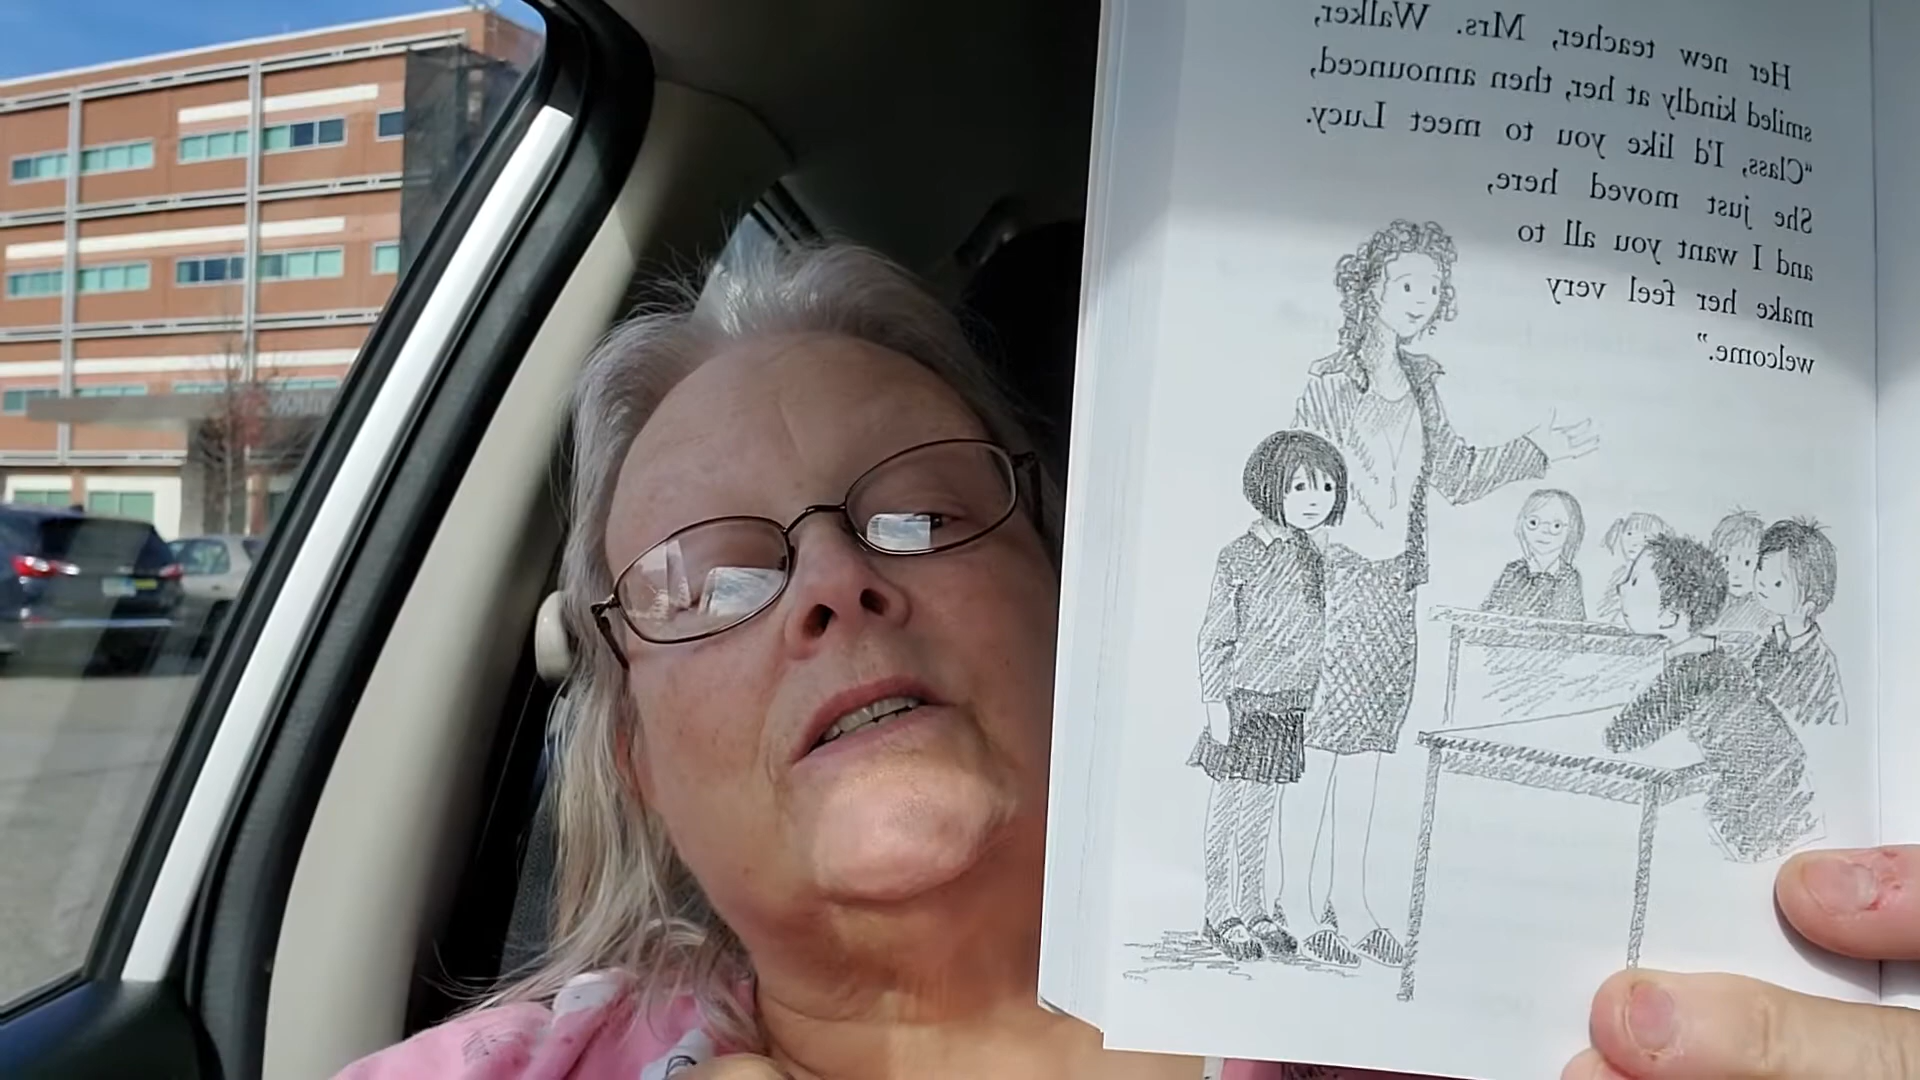 Her new teacher, Mrs. Walker,
smiled kindly at her, then announced,
“Class, I’d like you to meet Lucy.
She just moved here,
and I want you all to
make her feel very
welcome.”